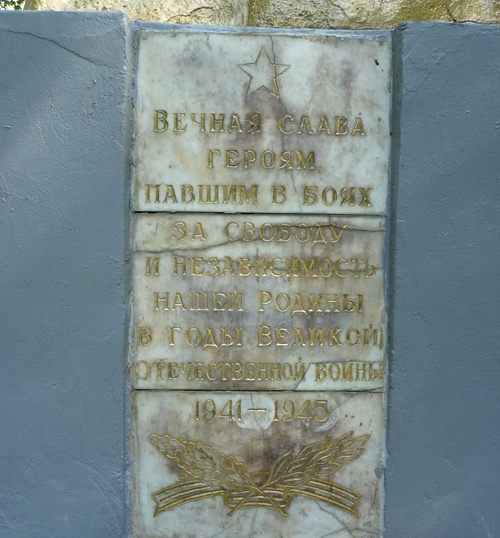 Вечная слава
героям,
павшим в боях
за свободу
и независимость
нашей Родины
в годы Великой
Отечественной войны
1941–1945